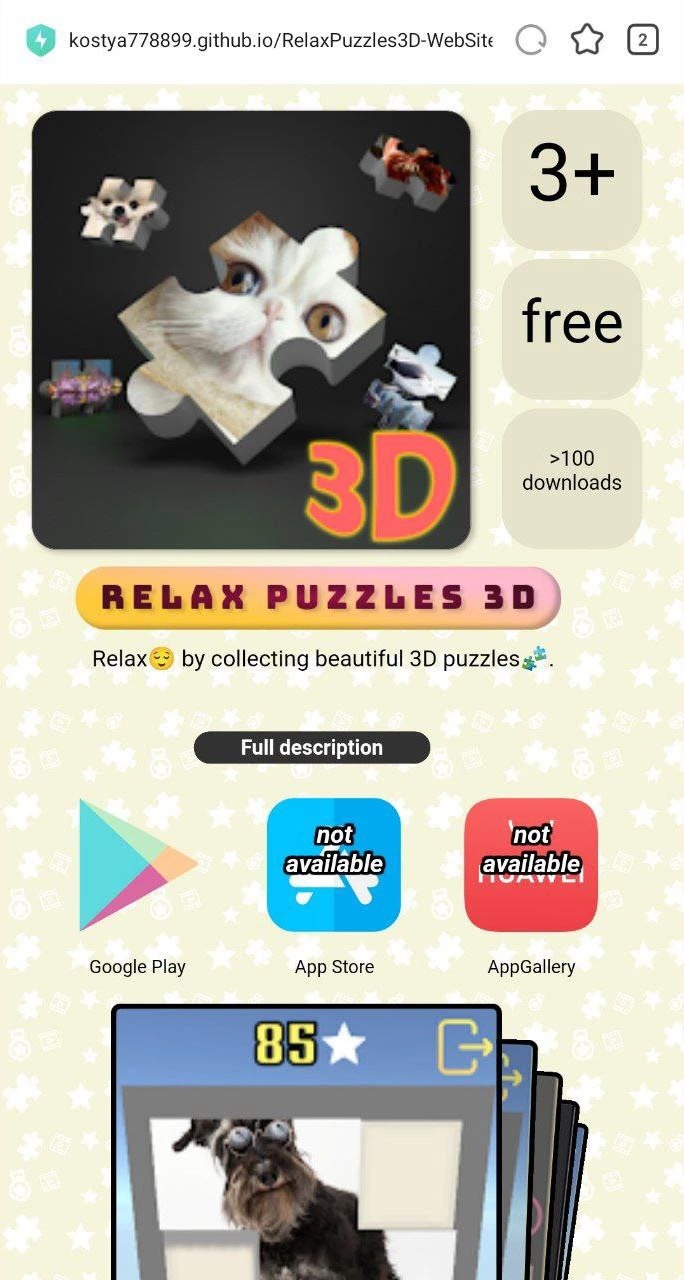 kostya778899.github.io/RelaxPuzzles3D-WebSite
2
3+
free
>100
downloads
3D
RELAX PUZZLES 3D
Relax😌 by collecting beautiful 3D puzzles🧩.
Full description
not
available
not
available
HUAWEI
Google Play
App Store
AppGallery
85